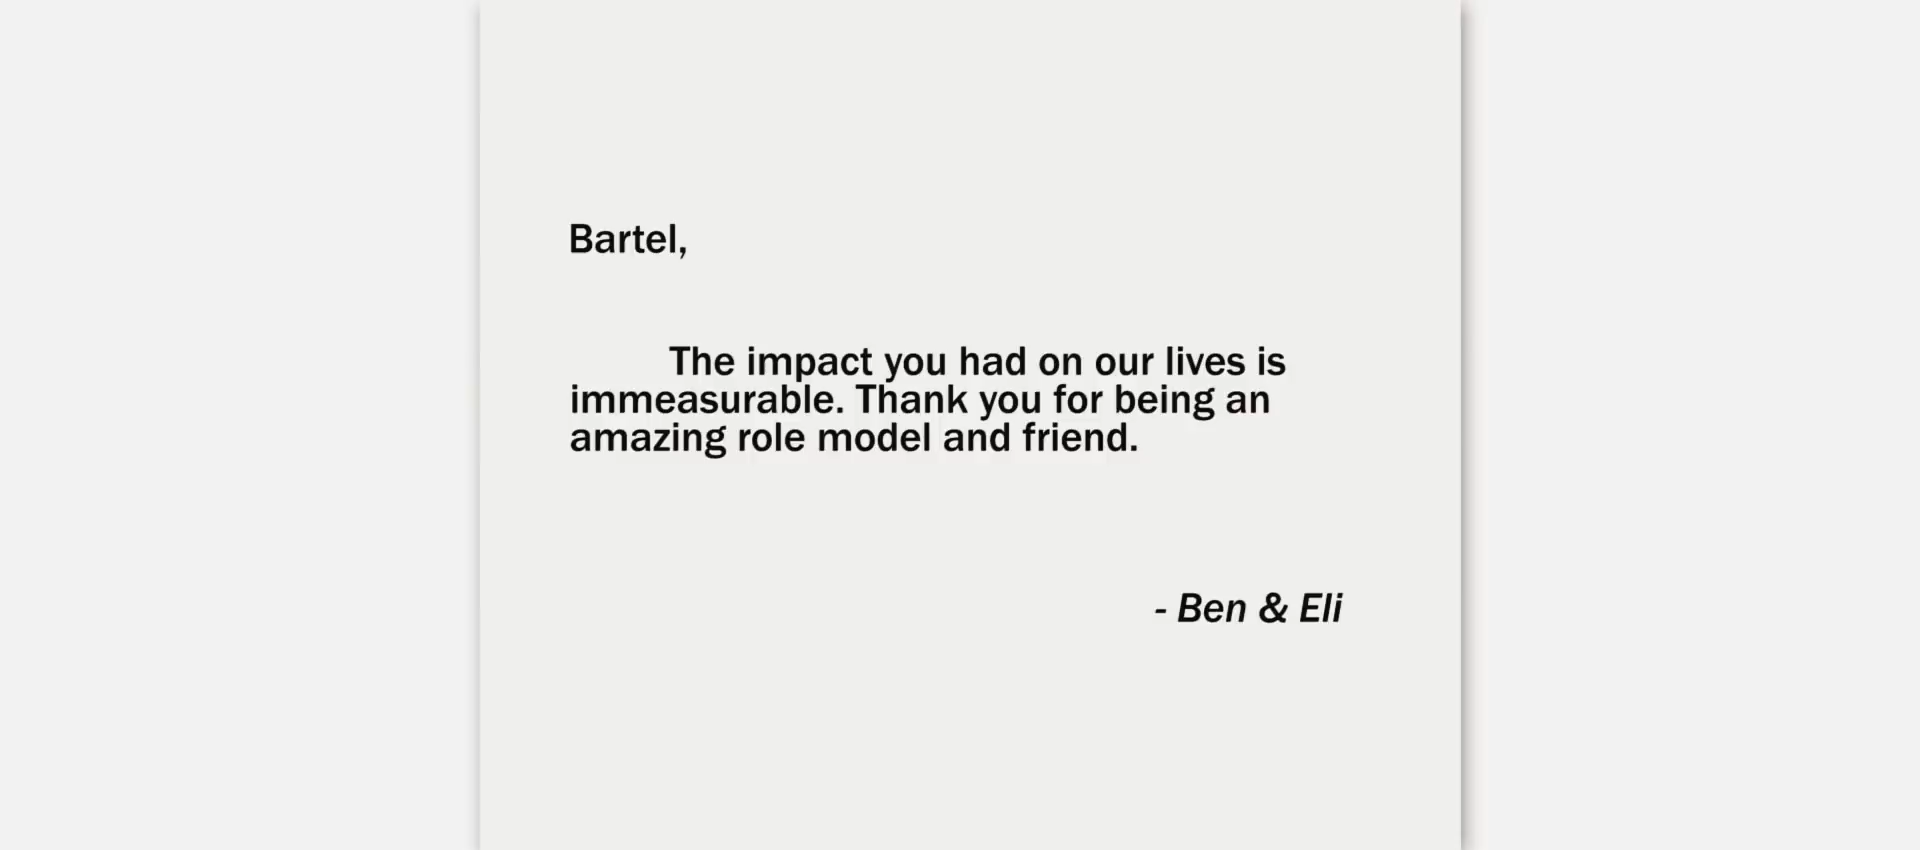 Bartel,
The impact you had on our lives is
immeasurable. Thank you for being an
amazing role model and friend.
- Ben & Eli